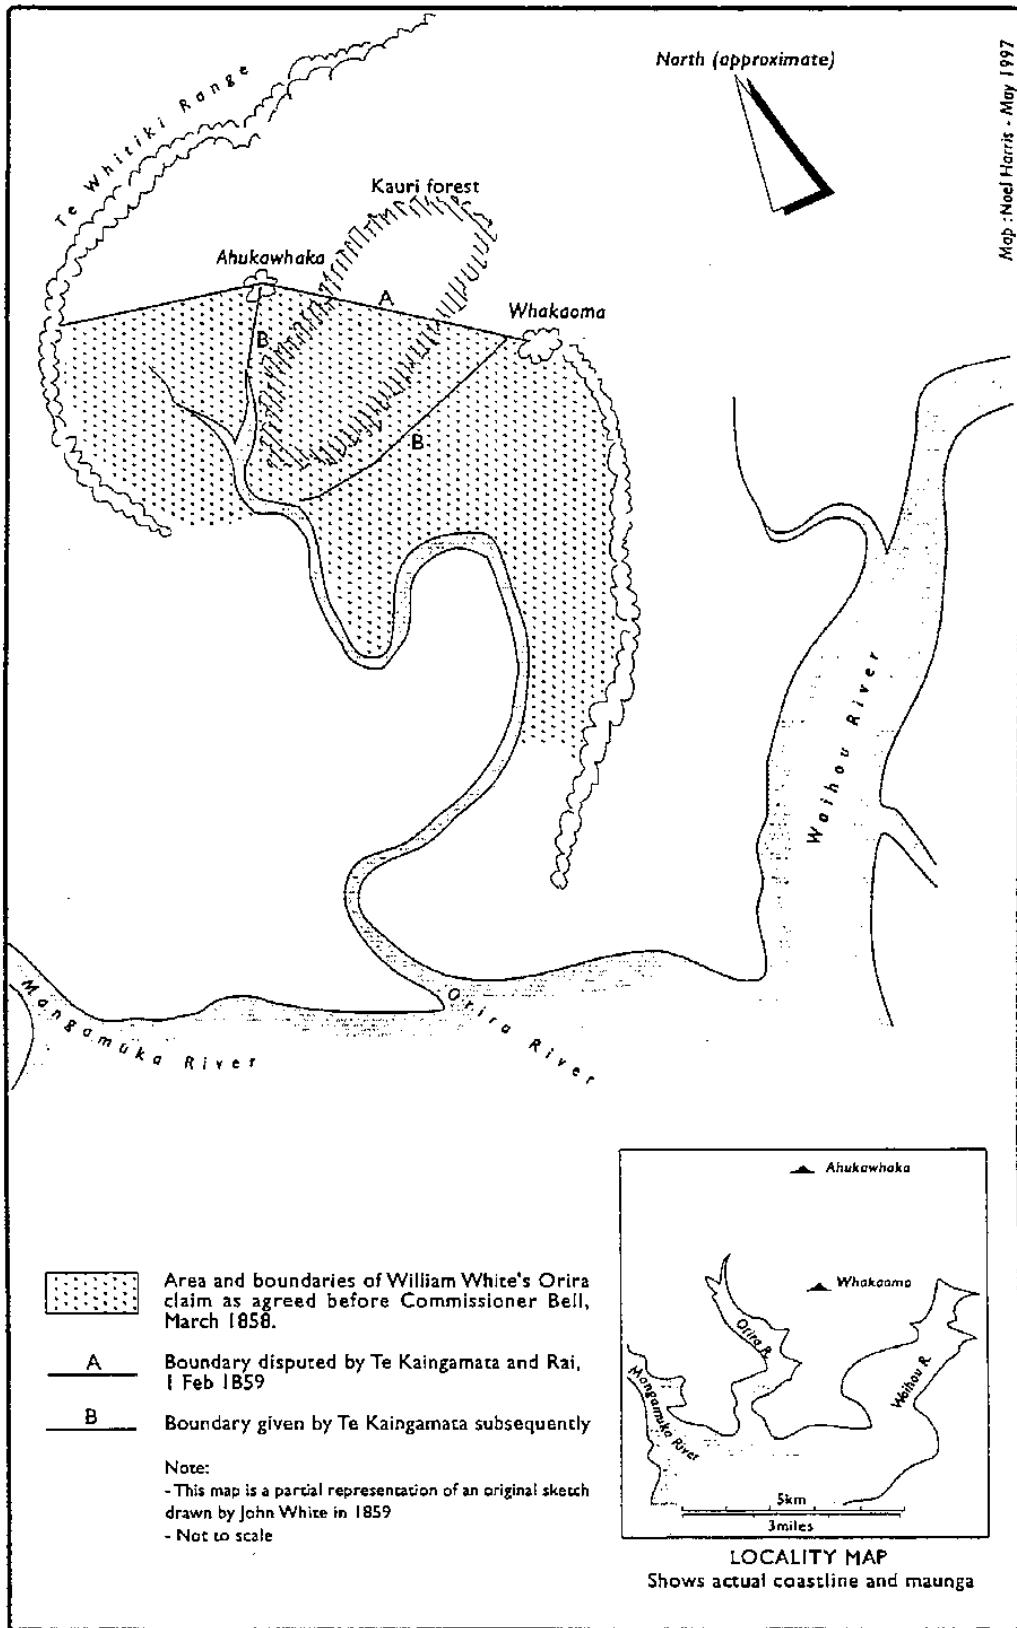 North (approximate)
Map : Noel Harris - May 1997
Te Whitiki Range
Kauri forest
Ahukawhaka
A
Whakaoma
B
B
Waihou River
Mangamuka River
Orira River
Area and boundaries of William White's Orira
claim as agreed before Commissioner Bell,
March 1858.
A
Boundary disputed by Te Kaingamata and Rai,
1 Feb 1859
B
Boundary given by Te Kaingamata subsequently
Note:
- This map is a partial representation of an original sketch
drawn by John White in 1859
- Not to scale
Ahukawhaka
Whakaoma
Orira R.
Waihou R.
Mangamuka River
5km
3miles
LOCALITY MAP
Shows actual coastline and maunga